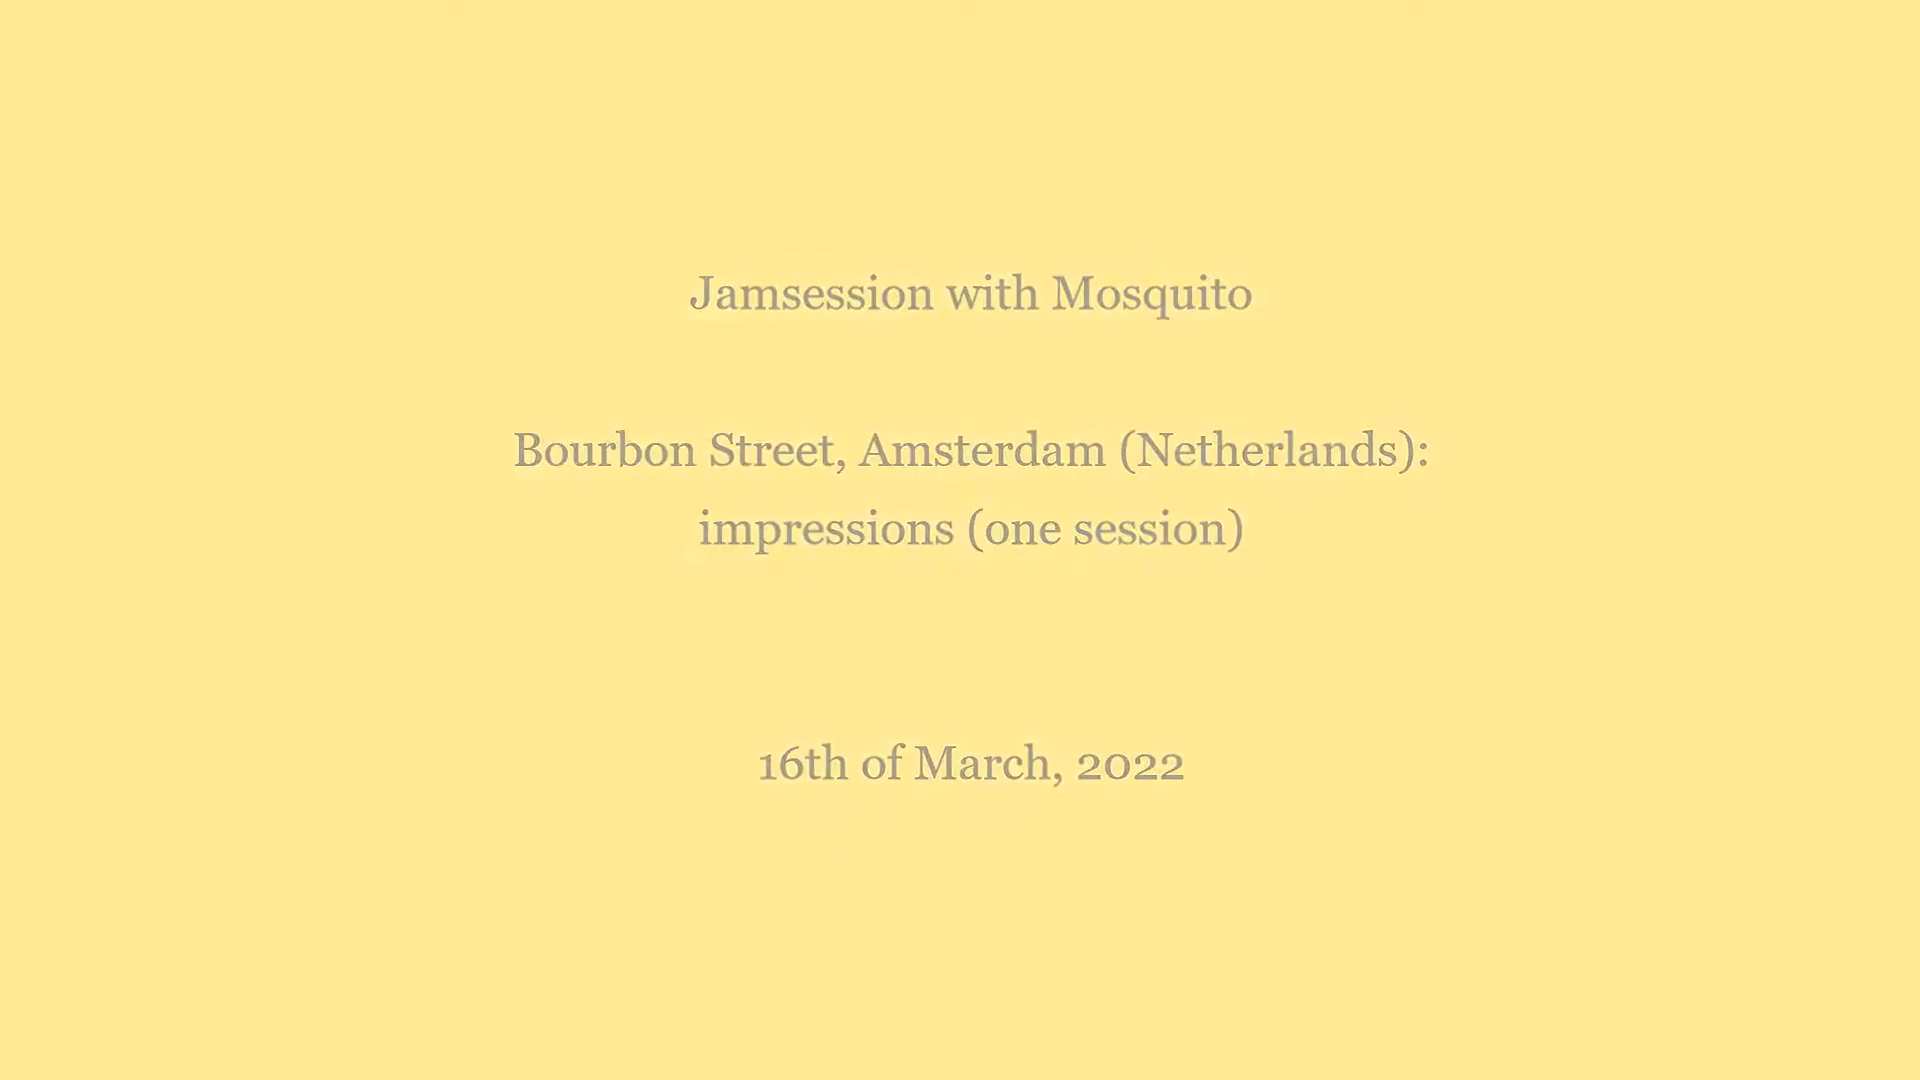 Jamsession with Mosquito
Bourbon Street, Amsterdam (Netherlands):
impressions (one session)
16th of March, 2022